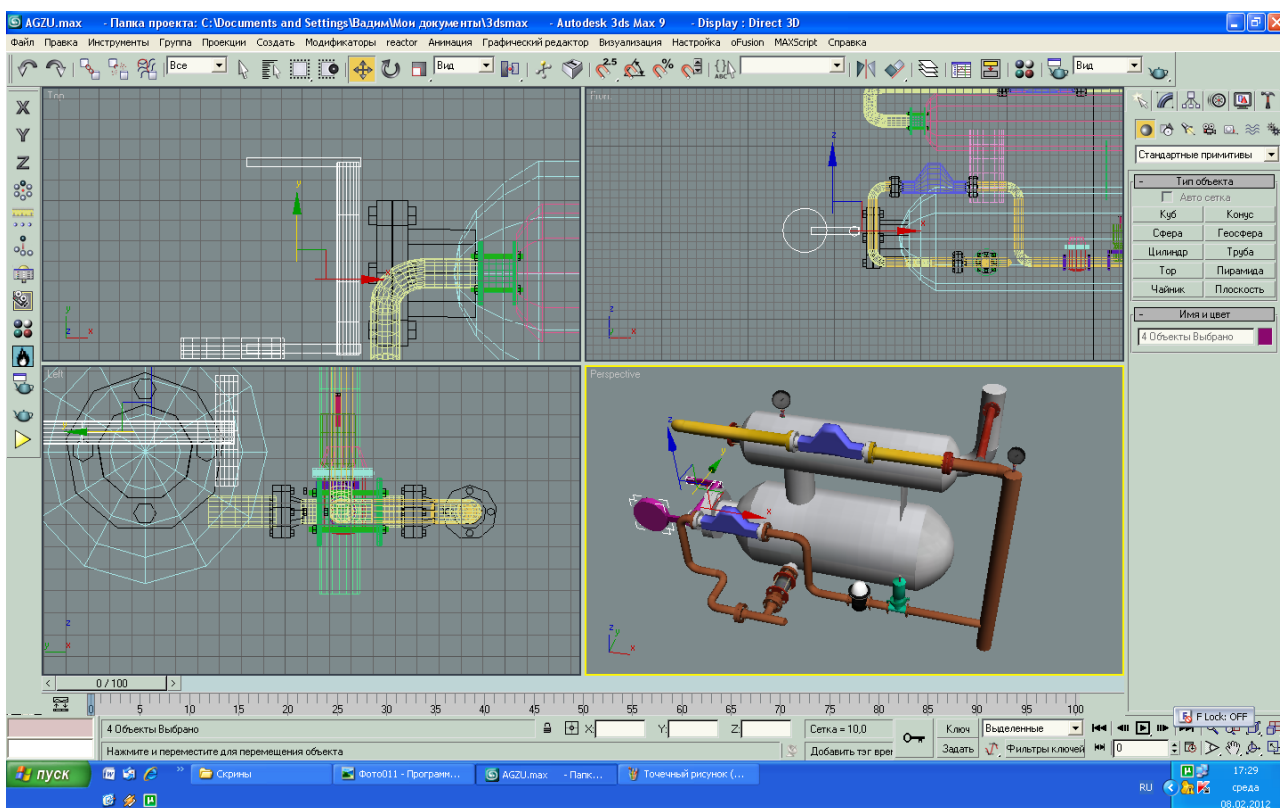 AGZU.max - Папка проекта: C:\Documents and Settings\Вадим\Мои документы\3dsmax - Autodesk 3ds Max 9 - Display : Direct 3D
Файл Правка Инструменты Группа Проекции Создать Модификаторы reactor Анимация Графический редактор Визуализация Настройка oFusion MAXScript Справка
Все Вид 2.5 % ABC Вид
X
Y
Z
Top
Front
Left
Perspective
Стандартные примитивы
- Тип объекта
Авто сетка
Куб Конус
Сфера Геосфера
Цилиндр Труба
Тор Пирамида
Чайник Плоскость
- Имя и цвет
4 Объекты Выбрано
< 0 / 100 >
0 5 10 15 20 25 30 35 40 45 50 55 60 65 70 75 80 85 90 95 100
F Lock: OFF
4 Объекты Выбрано X: Y: Z: Сетка = 10,0 Ключ Выделенные
Нажмите и переместите для перемещения объекта Добавить тэг врем Задать Фильтры ключей 0
пуск Скрины Фото011 - Програмн... AGZU.max - Папк... Точечный рисунок (...
RU 17:29
среда
08.02.2012